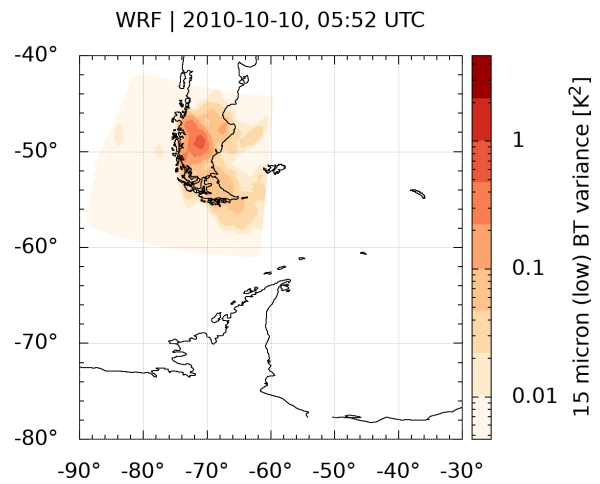 WRF | 2010-10-10, 05:52 UTC
-40°
-50°
-60°
-70°
-80°
-90° -80° -70° -60° -50° -40° -30°
1
0.1
0.01
15 micron (low) BT variance [K²]